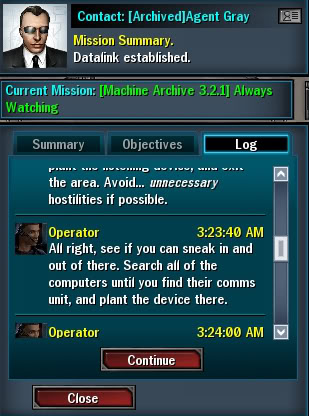 Contact: [Archived]Agent Gray
Mission Summary.
Datalink established.
Current Mission: [Machine Archive 3.2.1] Always
Watching
Summary
Objectives
Log
plant the listening device, and exit
the area. Avoid... unnecessary
hostilities if possible.
Operator 3:23:40 AM
All right, see if you can sneak in and
out of there. Search all of the
computers until you find their comms
unit, and plant the device there.
Operator 3:24:00 AM
Continue
Close